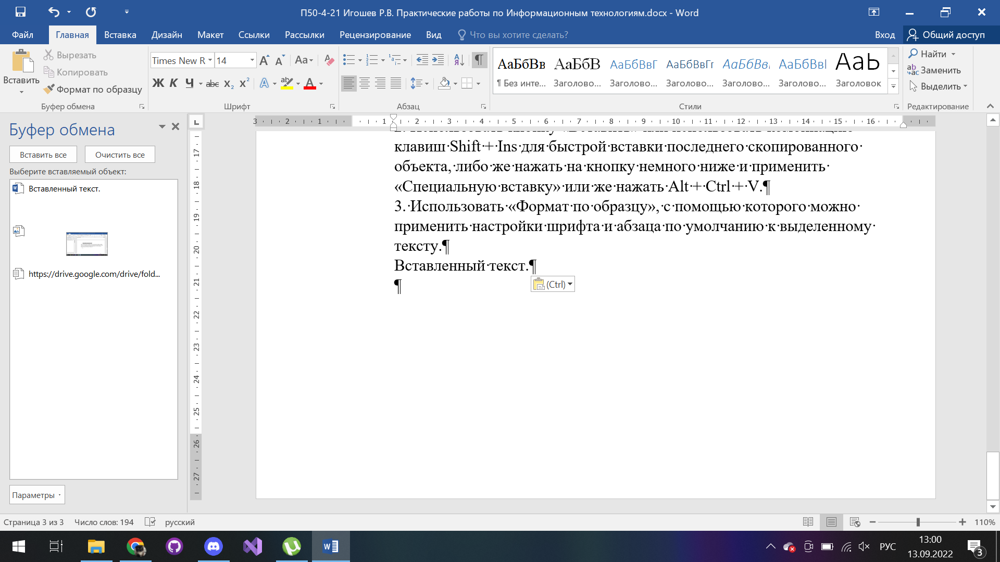 П50-4-21 Игошев Р.В. Практические работы по Информационным технологиям.docx - Word
Файл
Главная
Вставка
Дизайн
Макет
Ссылки
Рассылки
Рецензирование
Вид
Что вы хотите сделать?
Вход
Общий доступ
Вставить
Вырезать
Копировать
Формат по образцу
Буфер обмена
Times New R
14
Aa
Ж К Ч abc x₂ x²
А
ab
А
Шрифт
Абзац
АаБбВв
¶ Без инте...
АаБбВ
Заголово...
АаБбВвГ
Заголово...
АаБбВвГг
Заголово...
АаБбВвІ
Заголово...
АаБбВвІ
Заголово...
Заголовок
Стили
Найти
Заменить
Выделить
Редактирование
Буфер обмена
Вставить все
Очистить все
Выберите вставляемый объект:
Вставленный текст.
https://drive.google.com/drive/fold...
Параметры
3 2 1 1 2 3 4 5 6 7 8 9 10 11 12 13 14 15 16
17
18
19
20
21
22
23
24
25
26
27
клавиш·Shift·+·Ins·для·быстрой·вставки·последнего·скопированного·
объекта,·либо·же·нажать·на·кнопку·немного·ниже·и·применить·
«Специальную·вставку»·или·же·нажать·Alt·+·Ctrl·+·V.¶
3.·Использовать·«Формат·по·образцу»,·с·помощью·которого·можно·
применить·настройки·шрифта·и·абзаца·по·умолчанию·к·выделенному·
тексту.¶
Вставленный·текст.¶
¶
(Ctrl)
Страница 3 из 3
Число слов: 194
русский
110%
РУС
13:00
13.09.2022
3